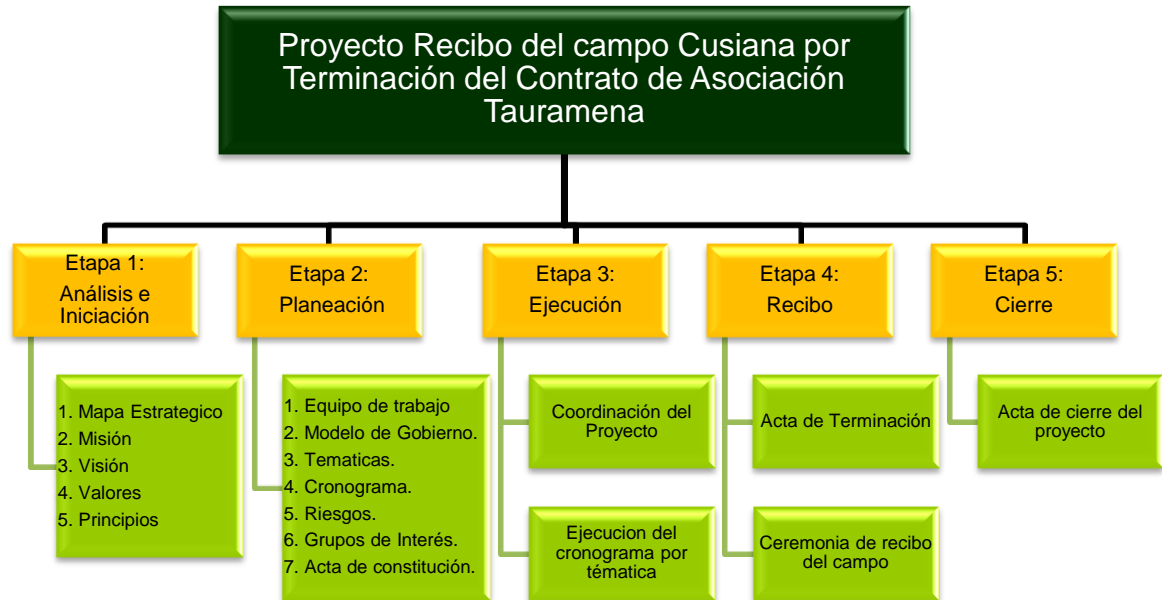 Proyecto Recibo del campo Cusiana por
Terminación del Contrato de Asociación
Tauramena
Etapa 1:
Análisis e
Iniciación
Etapa 2:
Planeación
Etapa 3:
Ejecución
Etapa 4:
Recibo
Etapa 5:
Cierre
1. Mapa Estrategico
2. Misión
3. Visión
4. Valores
5. Principios
1. Equipo de trabajo
2. Modelo de Gobierno.
3. Tematicas.
4. Cronograma.
5. Riesgos.
6. Grupos de Interés.
7. Acta de constitución.
Coordinación del
Proyecto
Ejecucion del
cronograma por
témática
Acta de Terminación
Ceremonia de recibo
del campo
Acta de cierre del
proyecto